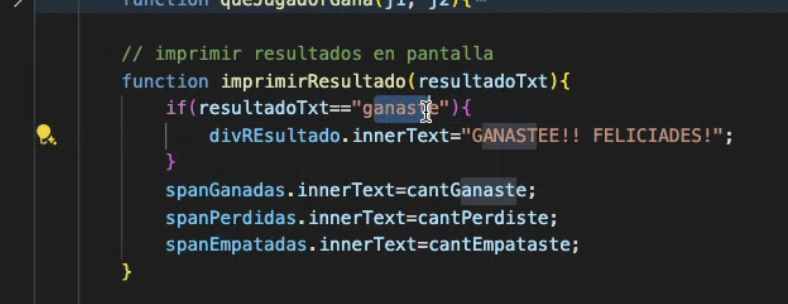 function queJugadorGana(j1, j2){
// imprimir resultados en pantalla
function imprimirResultado(resultadoTxt){
if(resultadoTxt=="ganaste"){
divREsultado.innerText="GANASTEE!! FELICIADES!";
}
spanGanadas.innerText=cantGanaste;
spanPerdidas.innerText=cantPerdiste;
spanEmpatadas.innerText=cantEmpataste;
}